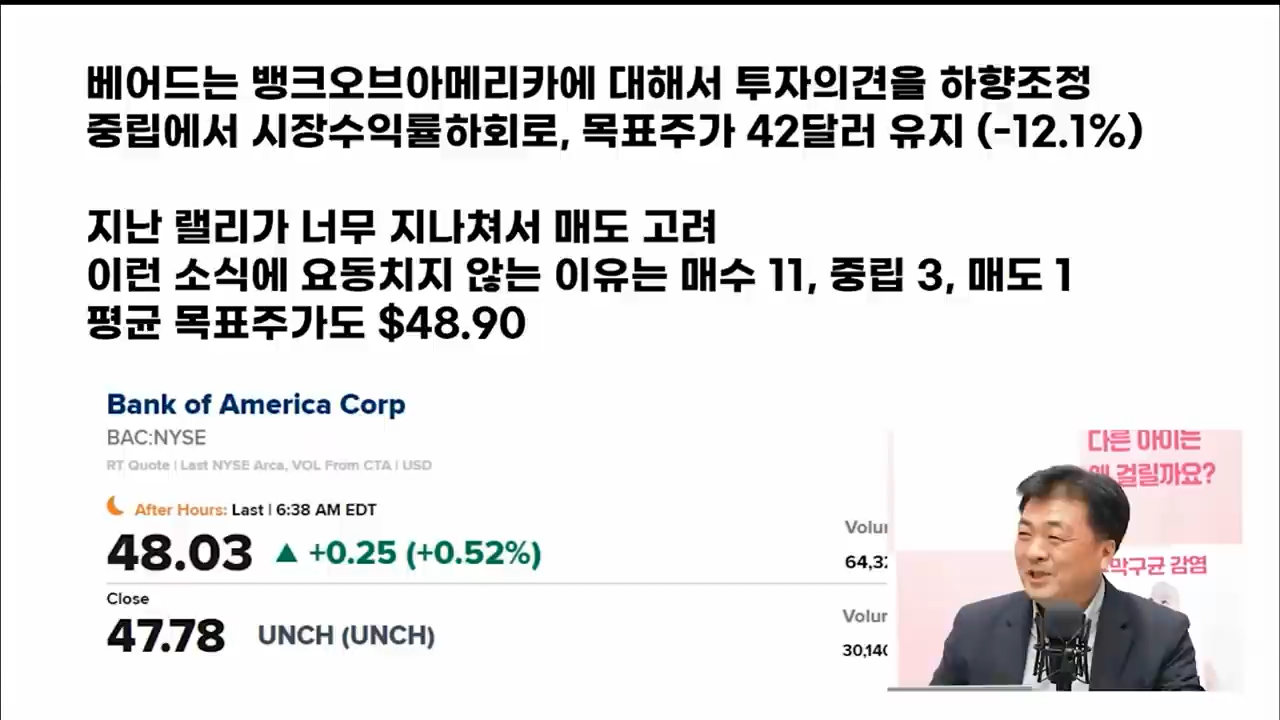 베어드는 뱅크오브아메리카에 대해서 투자의견을 하향조정
중립에서 시장수익률하회로, 목표주가 42달러 유지 (-12.1%)
지난 랠리가 너무 지나쳐서 매도 고려
이런 소식에 요동치지 않는 이유는 매수 11, 중립 3, 매도 1
평균 목표주가도 $48.90
Bank of America Corp
BAC:NYSE
RT Quote | Last NYSE Arca, VOL From CTA | USD
After Hours: Last | 6:38 AM EDT
48.03 ▲ +0.25 (+0.52%)
Close
47.78 UNCH (UNCH)
다른 아이는
걸릴까요?
감염